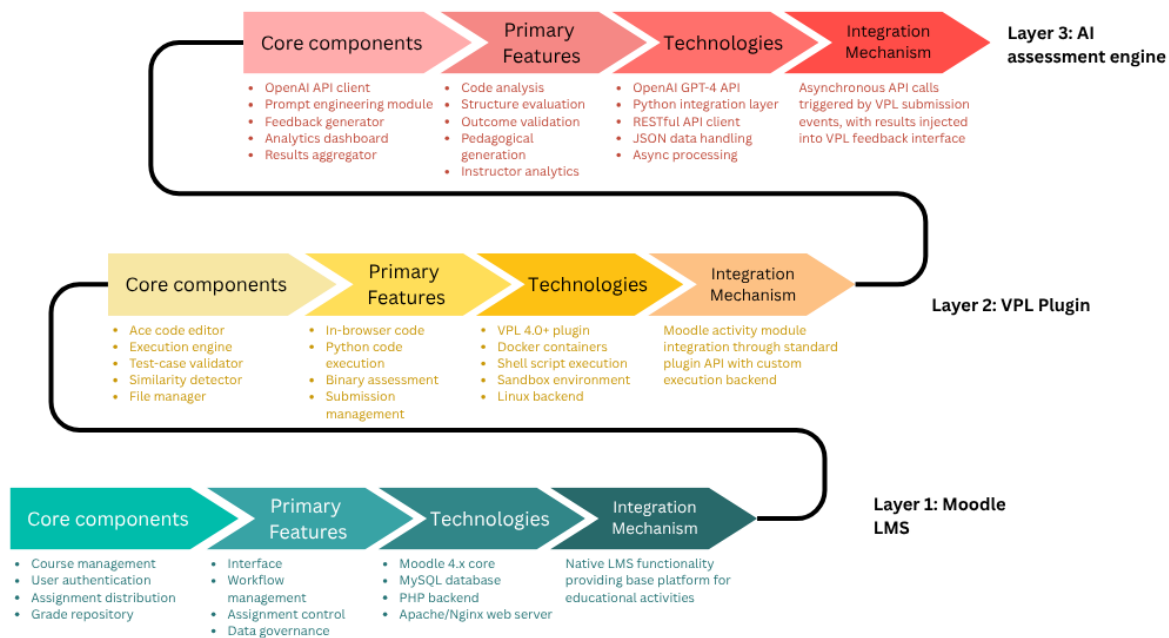 Core components
Primary
Features
Technologies
Integration
Mechanism
Layer 3: AI
assessment engine
• OpenAI API client
• Prompt engineering module
• Feedback generator
• Analytics dashboard
• Results aggregator
• Code analysis
• Structure evaluation
• Outcome validation
• Pedagogical
generation
• Instructor analytics
• OpenAI GPT-4 API
• Python integration layer
• RESTful API client
• JSON data handling
• Async processing
Asynchronous API calls
triggered by VPL submission
events, with results injected
into VPL feedback interface
Core components
Primary
Features
Technologies
Integration
Mechanism
Layer 2: VPL Plugin
• Ace code editor
• Execution engine
• Test-case validator
• Similarity detector
• File manager
• In-browser code
• Python code
execution
• Binary assessment
• Submission
management
• VPL 4.0+ plugin
• Docker containers
• Shell script execution
• Sandbox environment
• Linux backend
Moodle activity module
integration through standard
plugin API with custom
execution backend
Core components
Primary
Features
Technologies
Integration
Mechanism
Layer 1: Moodle
LMS
• Course management
• User authentication
• Assignment distribution
• Grade repository
• Interface
• Workflow
management
• Assignment control
• Data governance
• Moodle 4.x core
• MySQL database
• PHP backend
• Apache/Nginx web server
Native LMS functionality
providing base platform for
educational activities